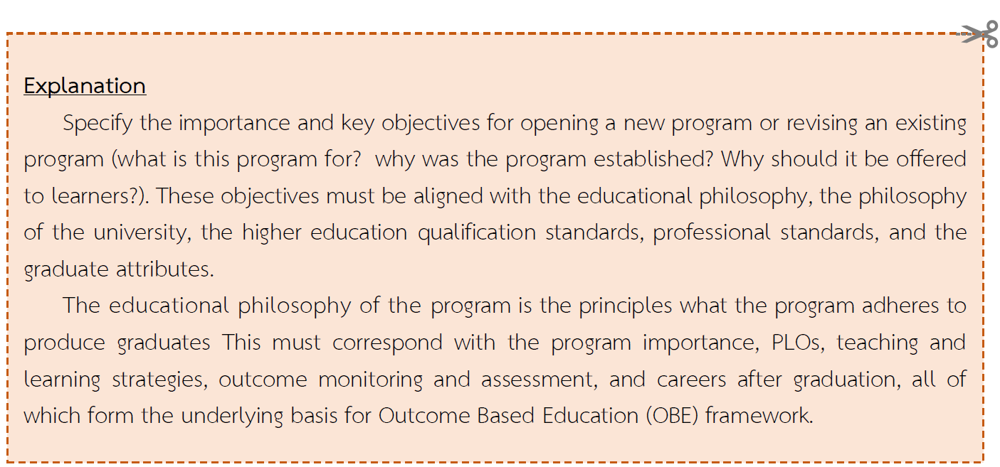 Explanation
Specify the importance and key objectives for opening a new program or revising an existing
program (what is this program for?  why was the program established? Why should it be offered
to learners?). These objectives must be aligned with the educational philosophy, the philosophy
of the university, the higher education qualification standards, professional standards, and the
graduate attributes.
The educational philosophy of the program is the principles what the program adheres to
produce graduates This must correspond with the program importance, PLOs, teaching and
learning strategies, outcome monitoring and assessment, and careers after graduation, all of
which form the underlying basis for Outcome Based Education (OBE) framework.